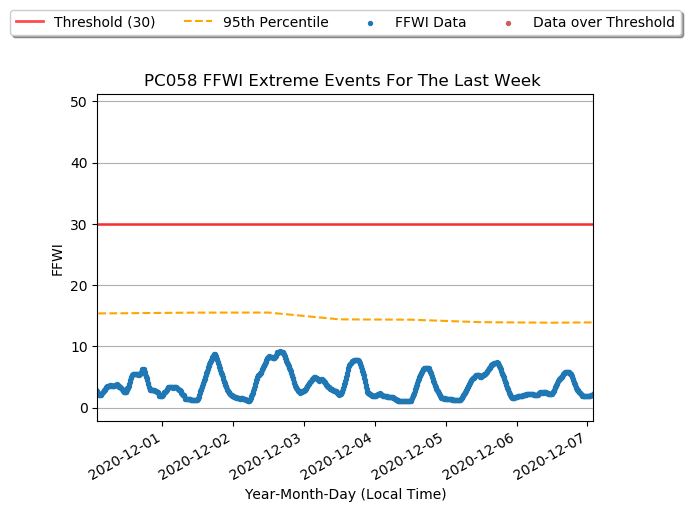 Threshold (30) 95th Percentile FFWI Data Data over Threshold
PC058 FFWI Extreme Events For The Last Week
50
40
30
20
10
0
FFWI
2020-12-01 2020-12-02 2020-12-03 2020-12-04 2020-12-05 2020-12-06 2020-12-07
Year-Month-Day (Local Time)